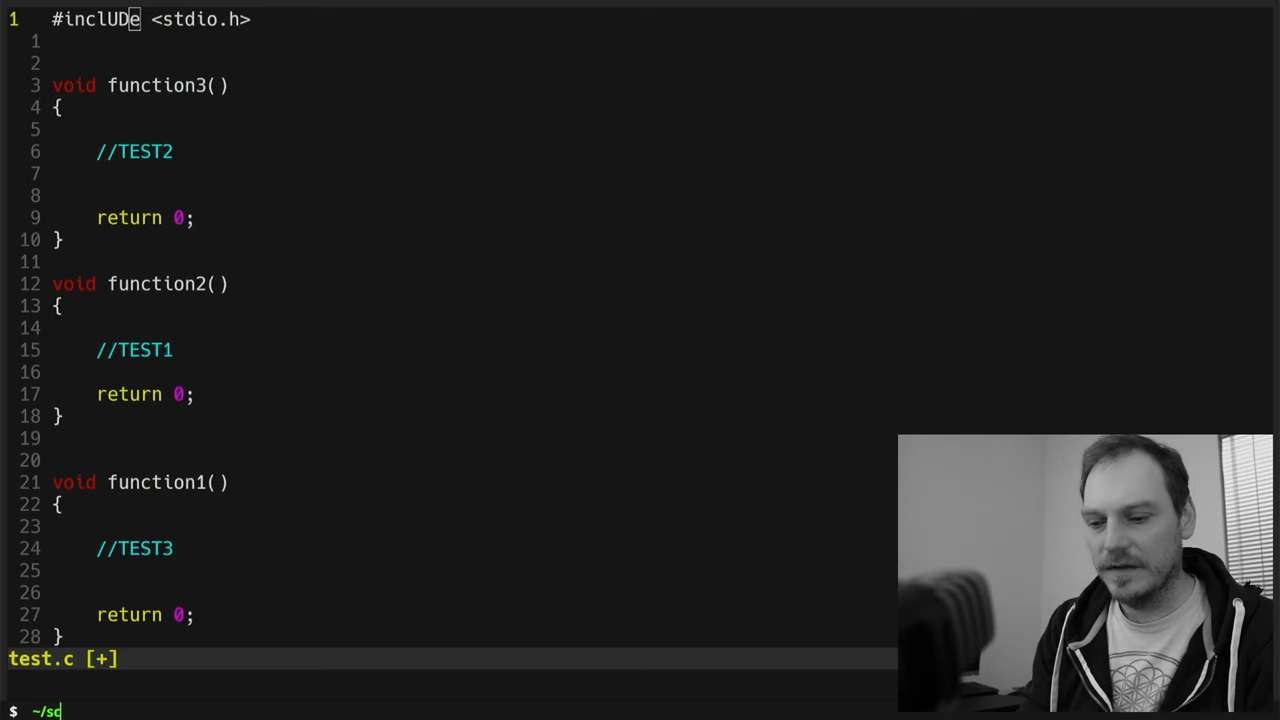 1 #inclUDe <stdio.h>
1
2
3 void function3()
4 {
5
6 //TEST2
7
8
9 return 0;
10 }
11
12 void function2()
13 {
14
15 //TEST1
16
17 return 0;
18 }
19
20
21 void function1()
22 {
23
24 //TEST3
25
26
27 return 0;
28 }
test.c [+]
$ ~/sc